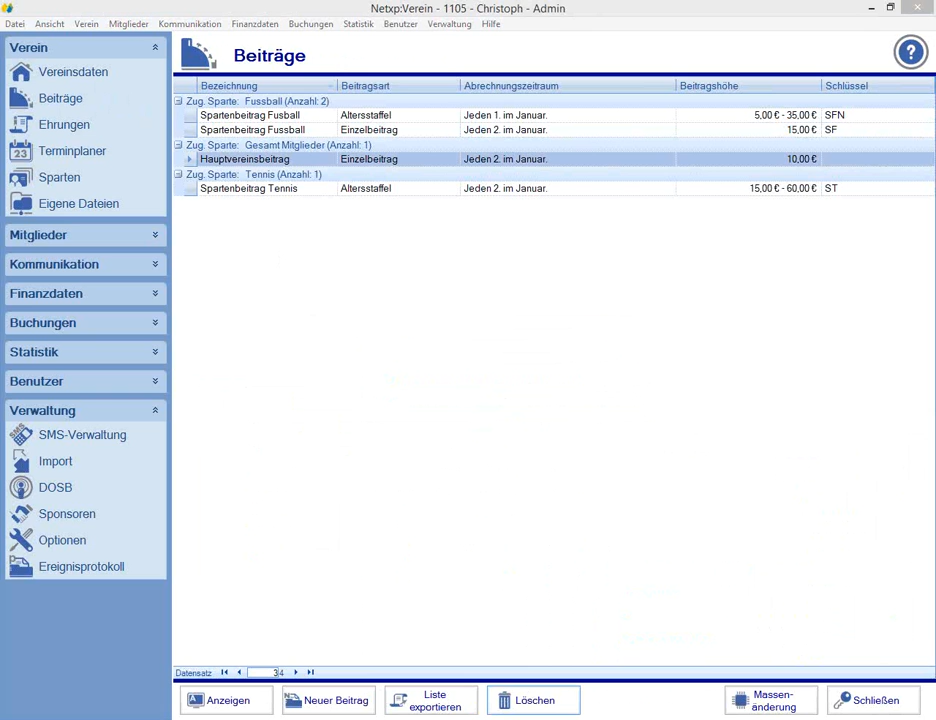 Netxp:Verein - 1105 - Christoph - Admin
Datei Ansicht Verein Mitglieder Kommunikation Finanzdaten Buchungen Statistik Benutzer Verwaltung Hilfe
Verein
Vereinsdaten
Beiträge
Ehrungen
23 Terminplaner
Sparten
Eigene Dateien
Mitglieder
Kommunikation
Finanzdaten
Buchungen
Statistik
Benutzer
Verwaltung
SMS SMS-Verwaltung
Import
DOSB
Sponsoren
Optionen
Ereignisprotokoll
Beiträge
?
Bezeichnung Beitragsart Abrechnungszeitraum Beitragshöhe Schlüssel
Zug. Sparte: Fussball (Anzahl: 2)
Spartenbeitrag Fusball Altersstaffel Jeden 1. im Januar. 5,00 € - 35,00 € SFN
Spartenbeitrag Fussball Einzelbeitrag Jeden 2. im Januar. 15,00 € SF
Zug. Sparte: Gesamt Mitglieder (Anzahl: 1)
Hauptvereinsbeitrag Einzelbeitrag Jeden 2. im Januar. 10,00 €
Zug. Sparte: Tennis (Anzahl: 1)
Spartenbeitrag Tennis Altersstaffel Jeden 2. im Januar. 15,00 € - 60,00 € ST
Datensatz 3/4
Anzeigen
Neuer Beitrag
Liste
exportieren
Löschen
Massen-
änderung
Schließen